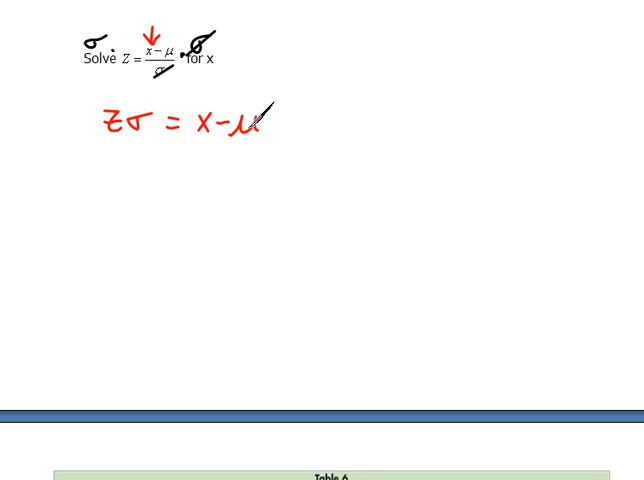 σ σ
Solve Z = x − μ / σ · for x
zσ = x − μ
Table 6